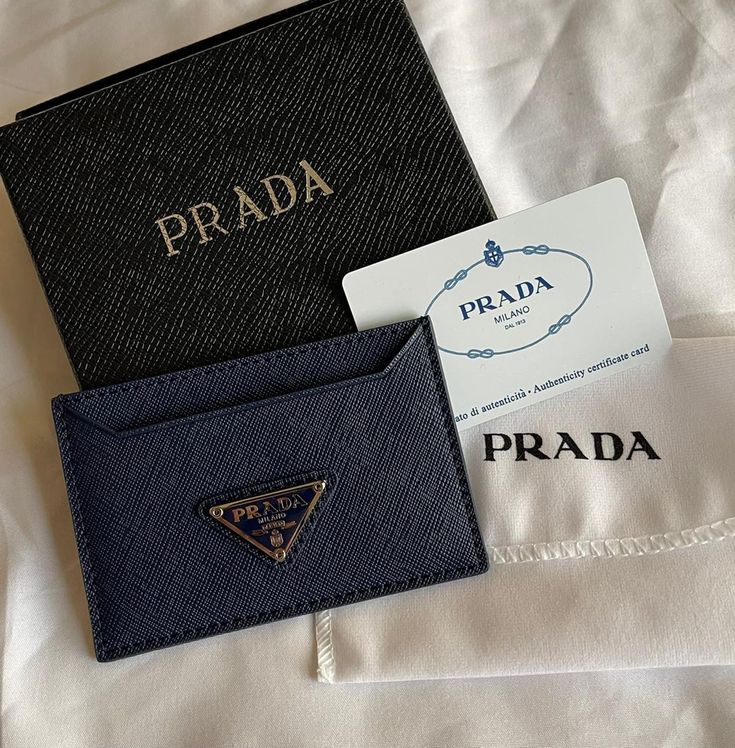 PRADA
PRADA
MILANO
DAL 1913
ato di autenticità • Authenticity certificate card
PRADA
PRADA
MILANO